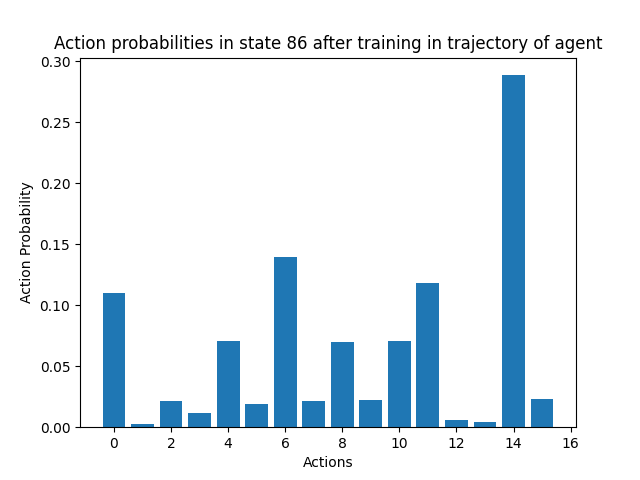 Action probabilities in state 86 after training in trajectory of agent
0.30
0.25
0.20
0.15
0.10
0.05
0.00
Action Probability
0 2 4 6 8 10 12 14 16
Actions